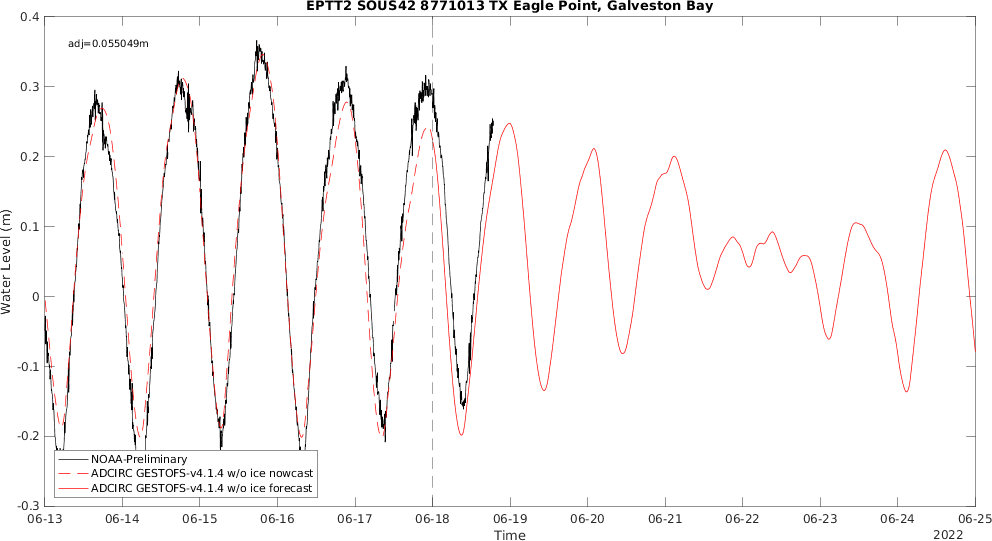 EPTT2 SOUS42 8771013 TX Eagle Point, Galveston Bay
adj=0.055049m
0.4
0.3
0.2
0.1
0
-0.1
-0.2
-0.3
Water Level (m)
NOAA-Preliminary
ADCIRC GESTOFS-v4.1.4 w/o ice nowcast
ADCIRC GESTOFS-v4.1.4 w/o ice forecast
06-13 06-14 06-15 06-16 06-17 06-18 06-19 06-20 06-21 06-22 06-23 06-24 06-25
Time
2022